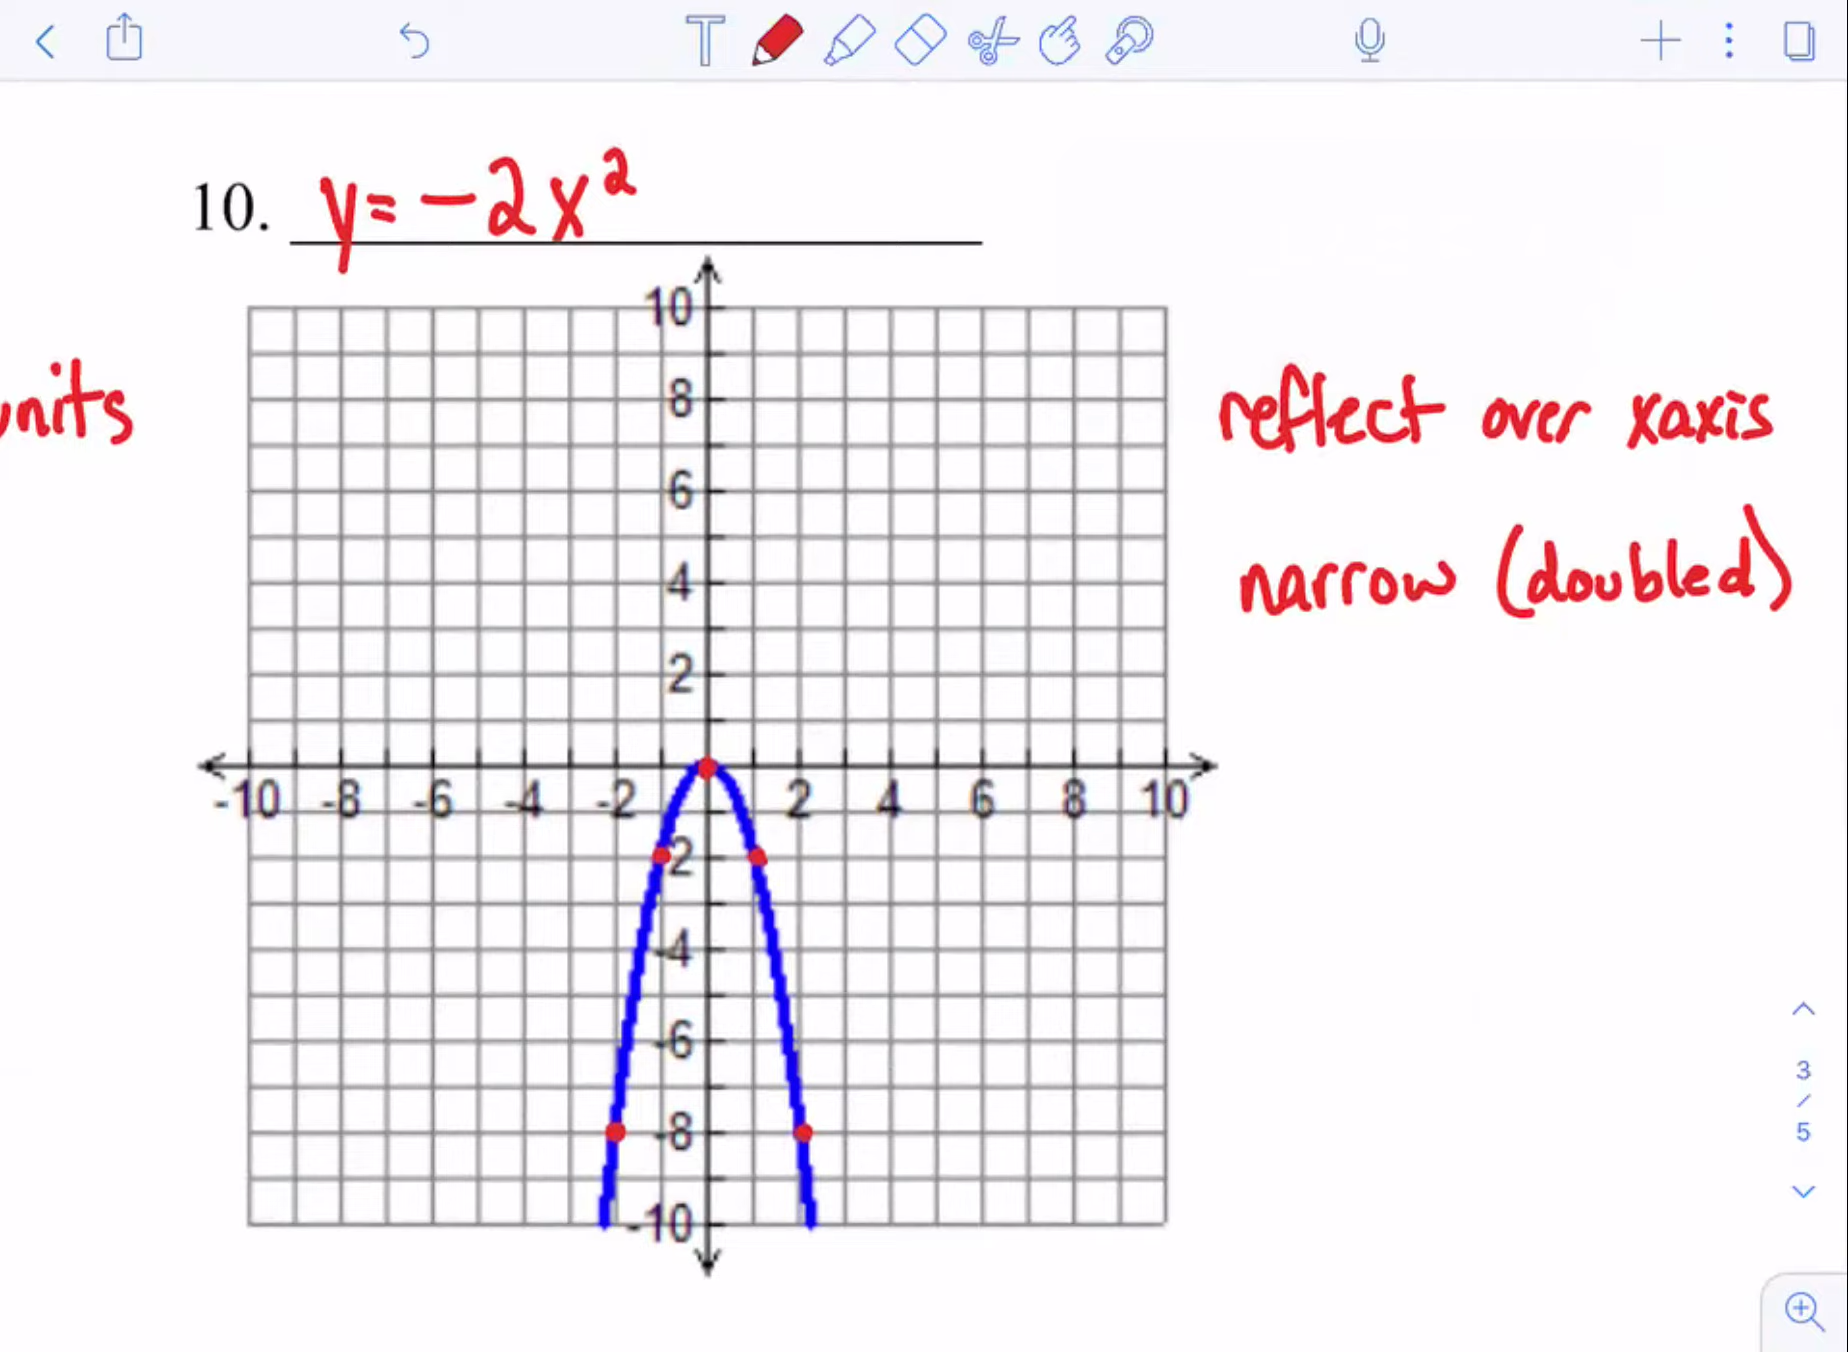 10. y = -2x²
units
reflect over xaxis
narrow (doubled)
10
8
6
4
2
-10 -8 -6 -4 -2 2 4 6 8 10
-2
-4
-6
-8
-10
3
/
5